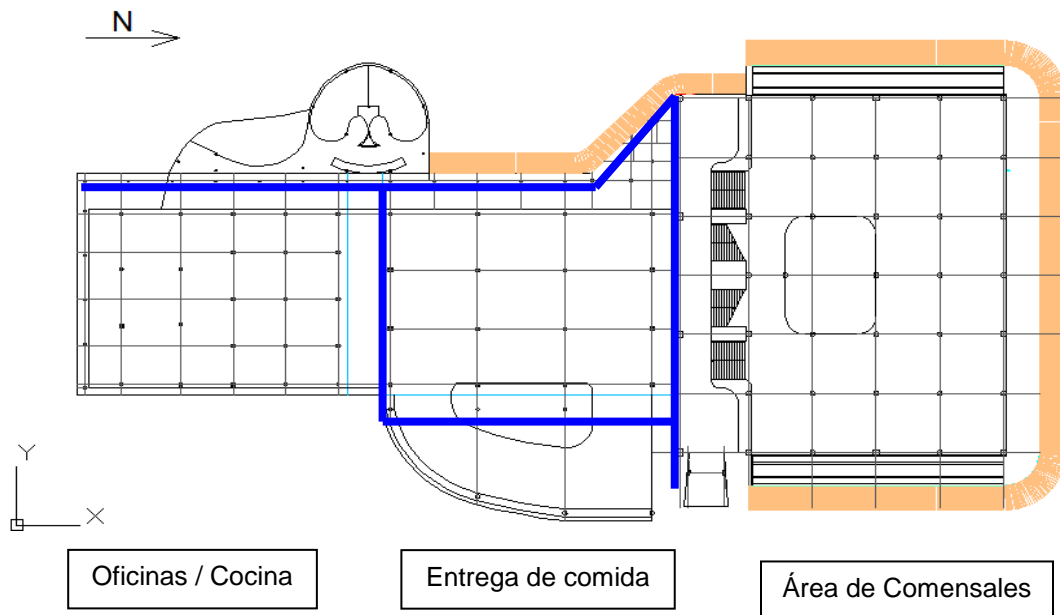 N
Y
X
Oficinas / Cocina
Entrega de comida
Área de Comensales